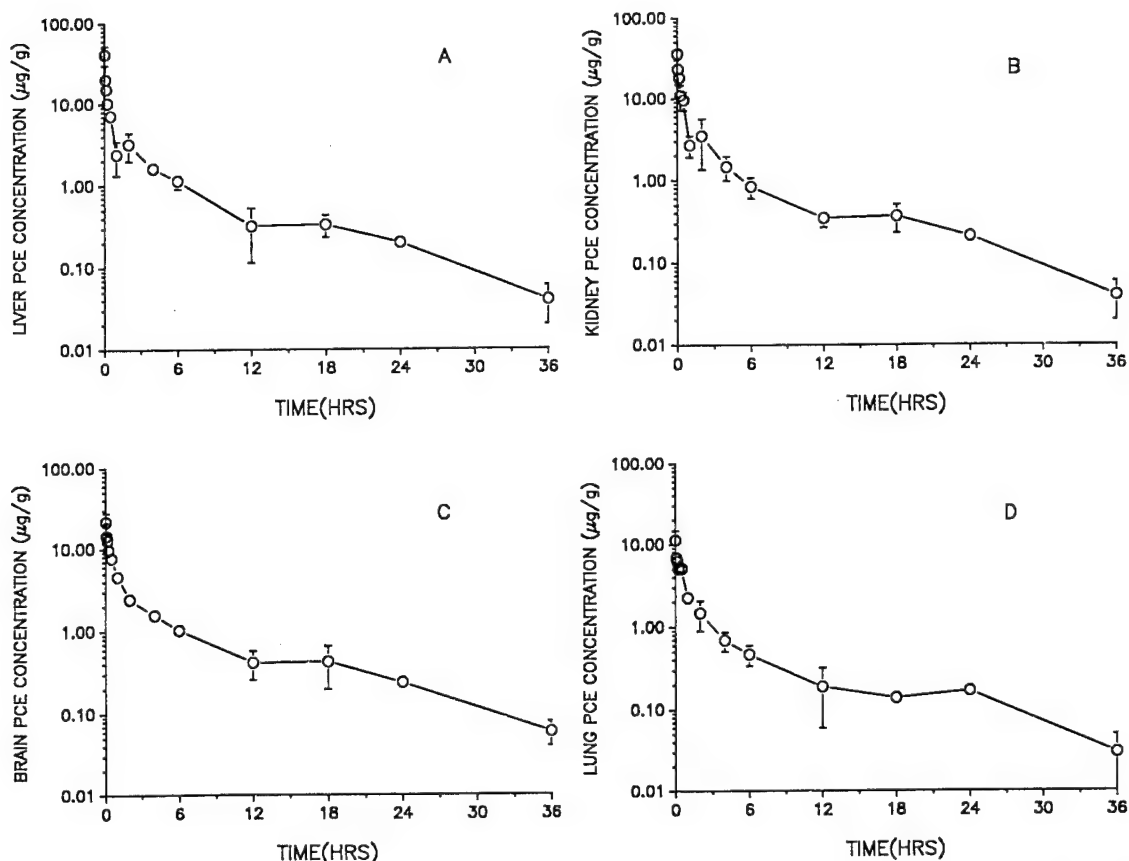 LIVER PCE CONCENTRATION (µg/g)
100.00
10.00
1.00
0.10
0.01
A
0 6 12 18 24 30 36
TIME(HRS)
KIDNEY PCE CONCENTRATION (µg/g)
100.00
10.00
1.00
0.10
0.01
B
0 6 12 18 24 30 36
TIME(HRS)
BRAIN PCE CONCENTRATION (µg/g)
100.00
10.00
1.00
0.10
0.01
C
0 6 12 18 24 30 36
TIME(HRS)
LUNG PCE CONCENTRATION (µg/g)
100.00
10.00
1.00
0.10
0.01
D
0 6 12 18 24 30 36
TIME(HRS)